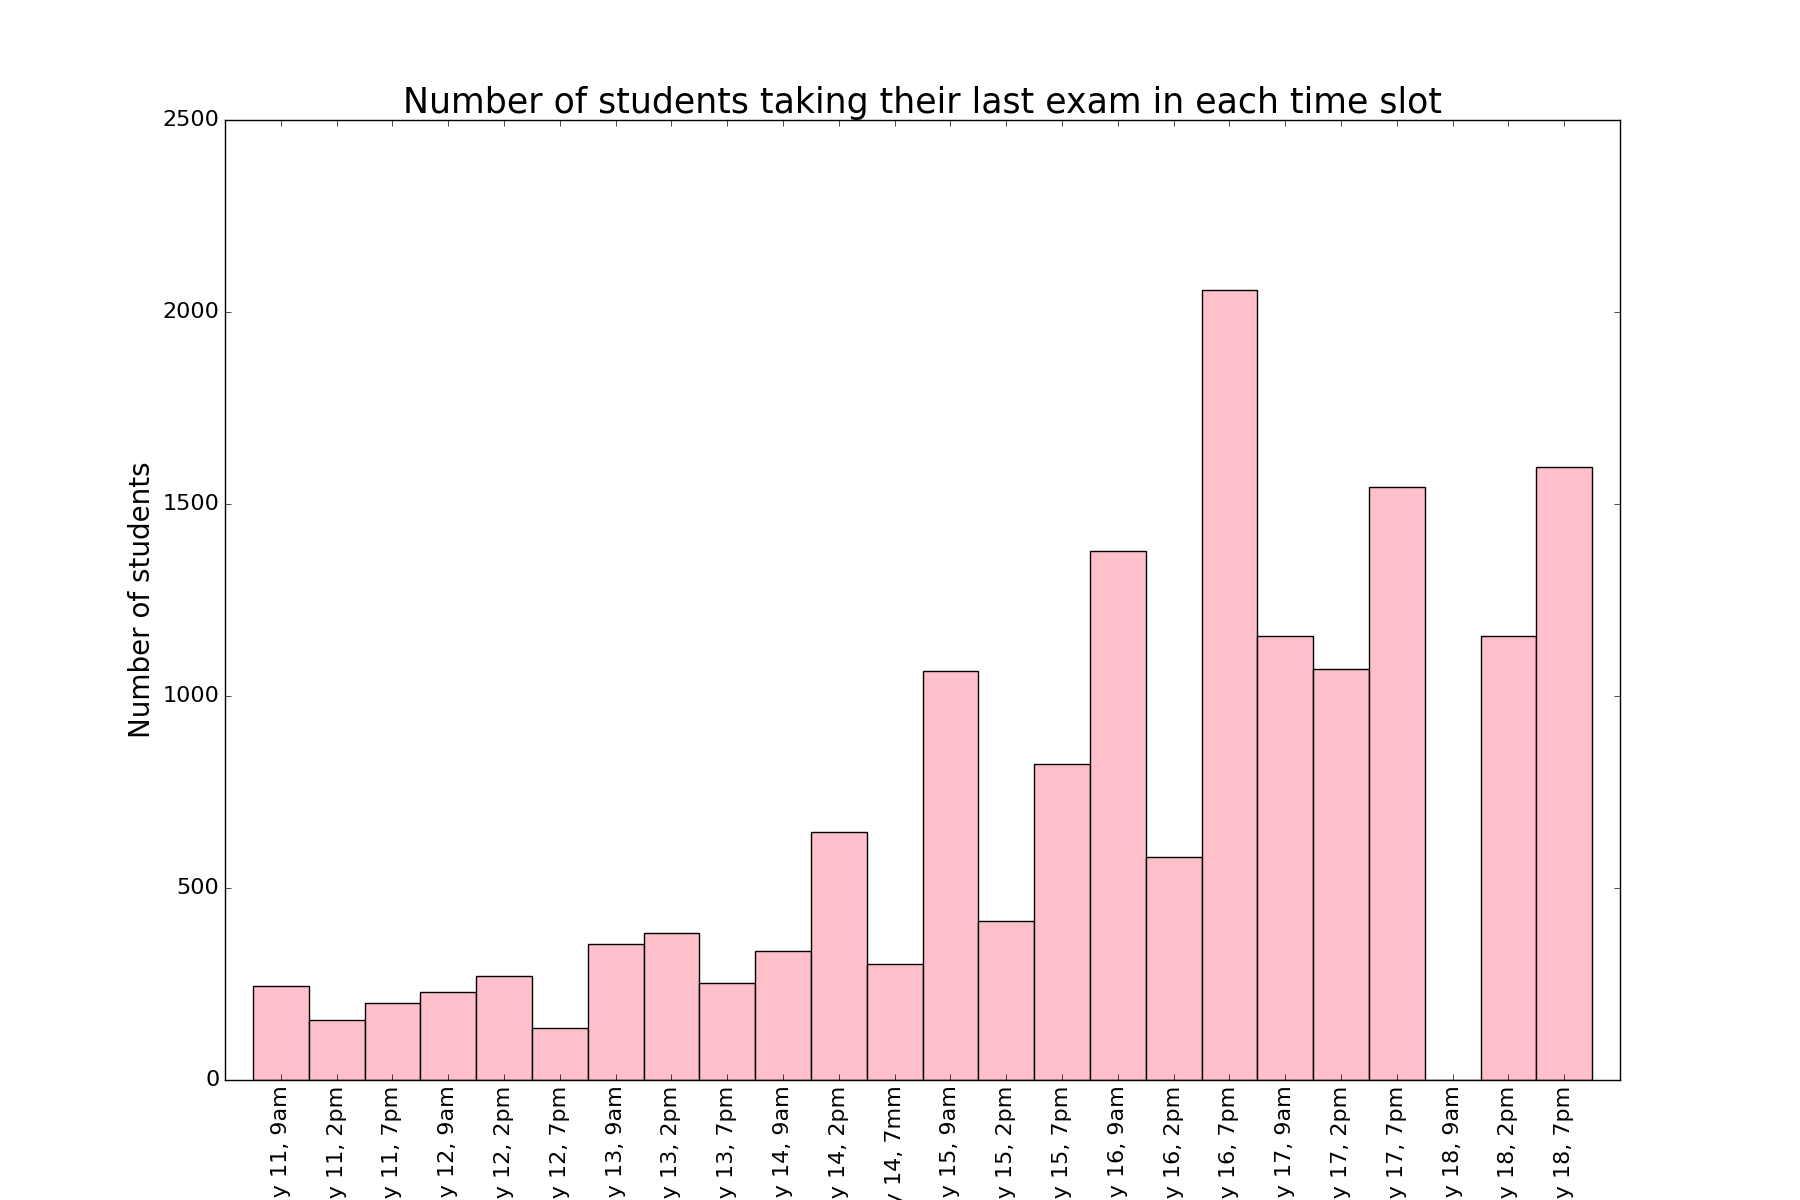 Number of students taking their last exam in each time slot
2500
2000
1500
1000
500
0
Number of students
y 11, 9am
y 11, 2pm
y 11, 7pm
y 12, 9am
y 12, 2pm
y 12, 7pm
y 13, 9am
y 13, 2pm
y 13, 7pm
y 14, 9am
y 14, 2pm
y 14, 7mm
y 15, 9am
y 15, 2pm
y 15, 7pm
y 16, 9am
y 16, 2pm
y 16, 7pm
y 17, 9am
y 17, 2pm
y 17, 7pm
y 18, 9am
y 18, 2pm
y 18, 7pm